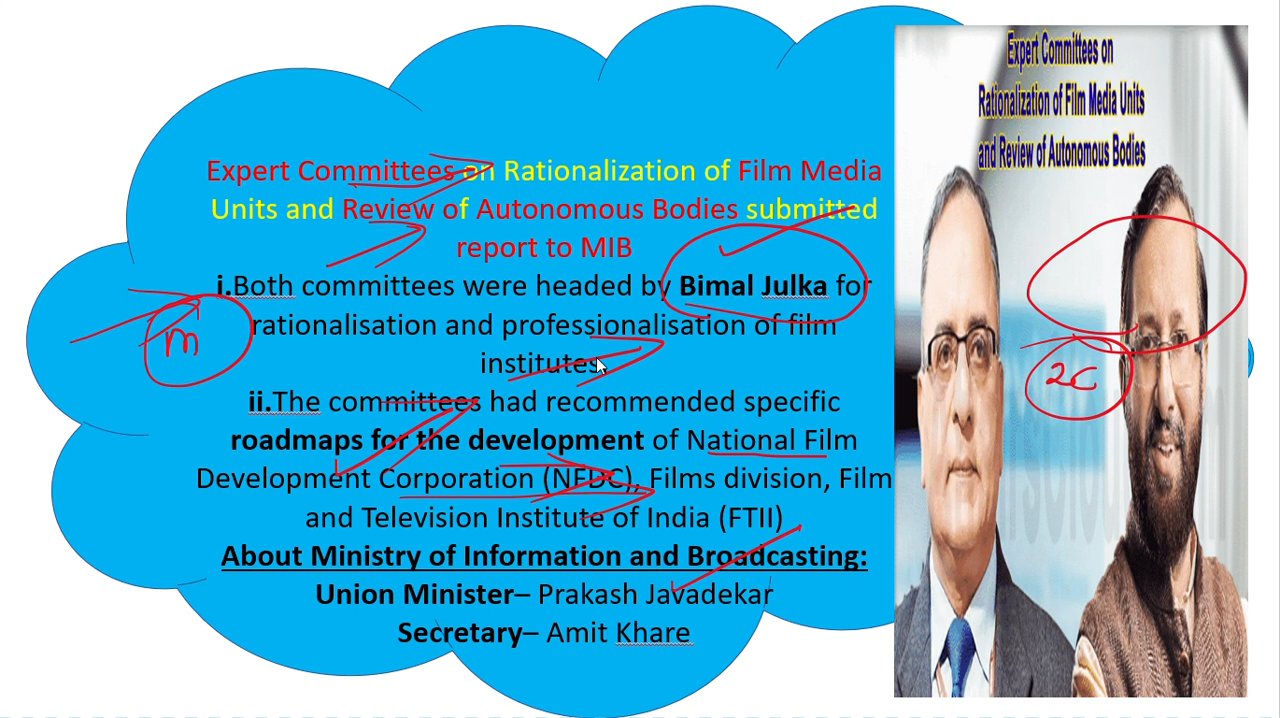 Expert Committees on Rationalization of Film Media
Units and Review of Autonomous Bodies submitted
report to MIB
i.Both committees were headed by Bimal Julka for
rationalisation and professionalisation of film
institutes.
ii.The committees had recommended specific
roadmaps for the development of National Film
Development Corporation (NFDC), Films division, Film
and Television Institute of India (FTII)
About Ministry of Information and Broadcasting:
Union Minister– Prakash Javadekar
Secretary– Amit Khare
m
Expert Committees on
Rationalization of Film Media Units
and Review of Autonomous Bodies
2C